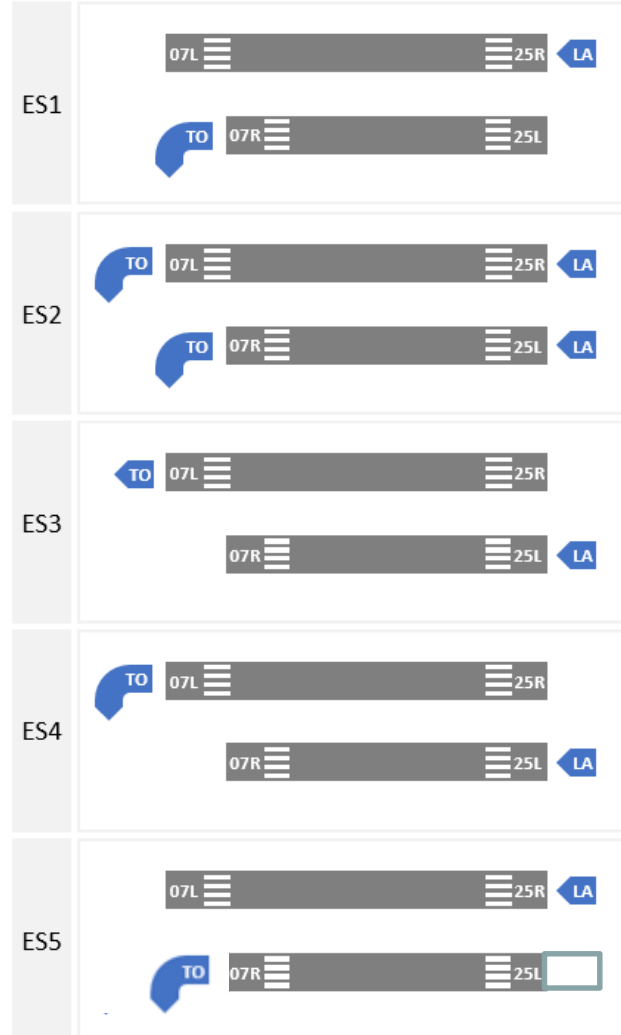 07L 25R LA
ES1
TO 07R 25L
TO 07L 25R LA
ES2
TO 07R 25L LA
TO 07L 25R
ES3
07R 25L LA
TO 07L 25R
ES4
07R 25L LA
07L 25R LA
ES5
TO 07R 25L